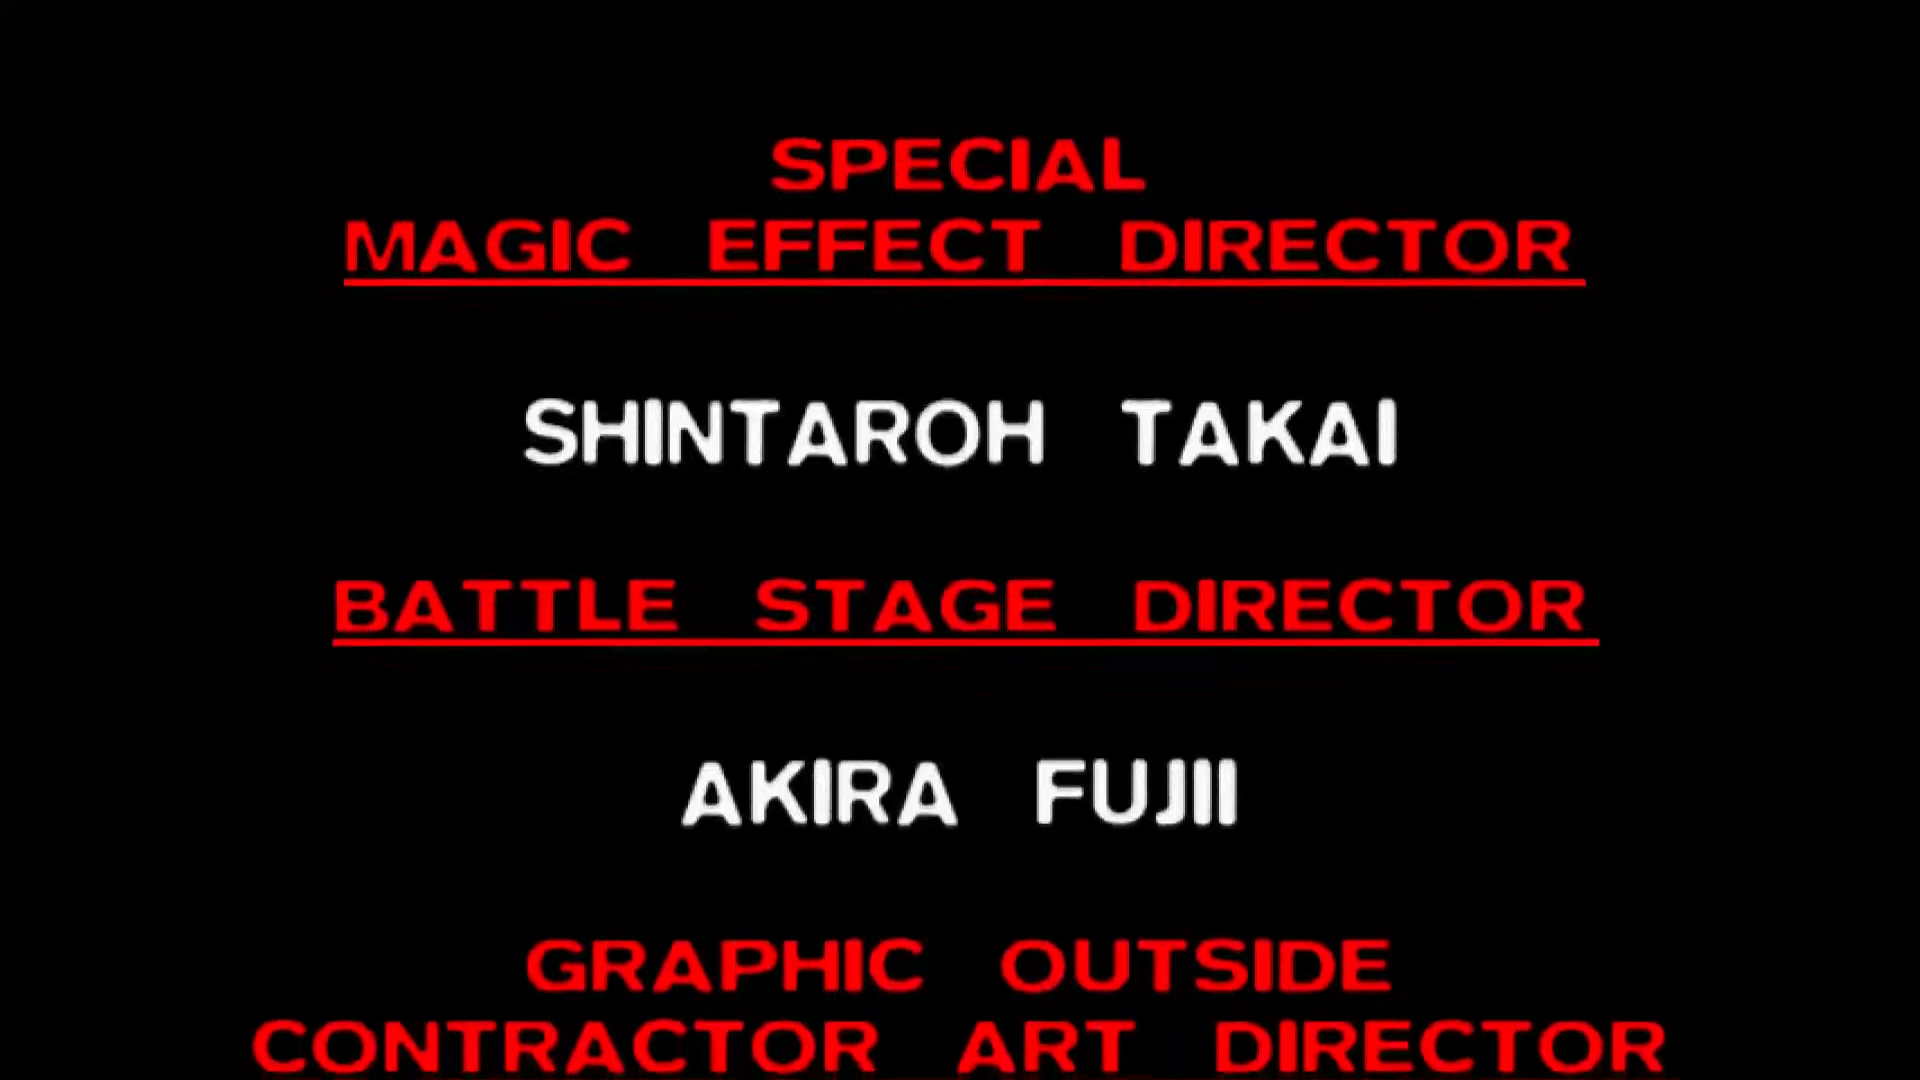 SPECIAL
MAGIC EFFECT DIRECTOR
SHINTAROH TAKAI
BATTLE STAGE DIRECTOR
AKIRA FUJII
GRAPHIC OUTSIDE
CONTRACTOR ART DIRECTOR